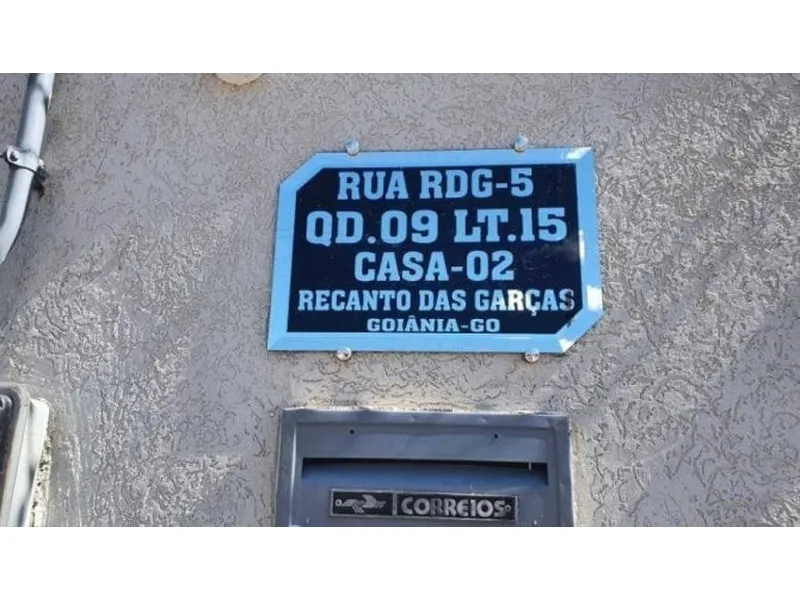 RUA RDG-5
QD.09 LT.15
CASA-02
RECANTO DAS GARÇAS
GOIÂNIA-GO
CORREIOS